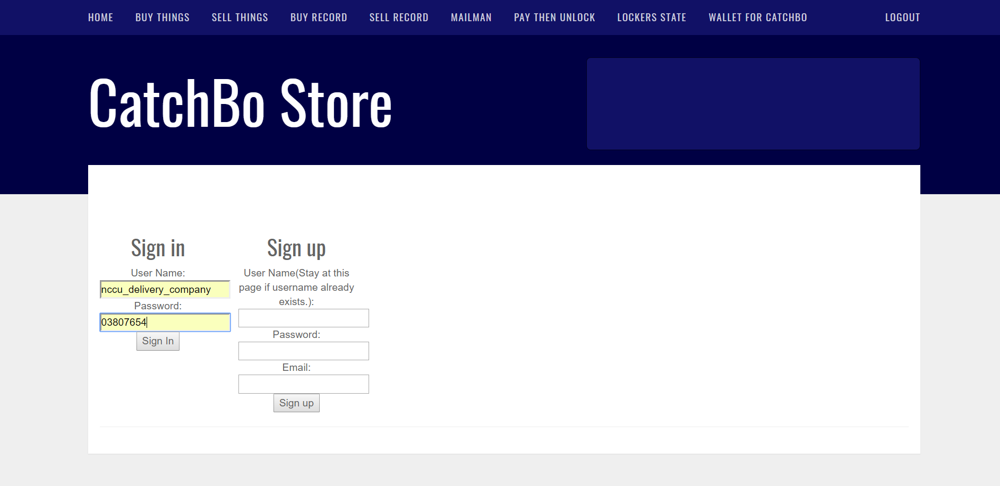 HOME BUY THINGS SELL THINGS BUY RECORD SELL RECORD MAILMAN PAY THEN UNLOCK LOCKERS STATE WALLET FOR CATCHBO LOGOUT
CatchBo Store
Sign in
User Name:
nccu_delivery_company
Password:
03807654
Sign In
Sign up
User Name(Stay at this
page if username already
exists.):
Password:
Email:
Sign up